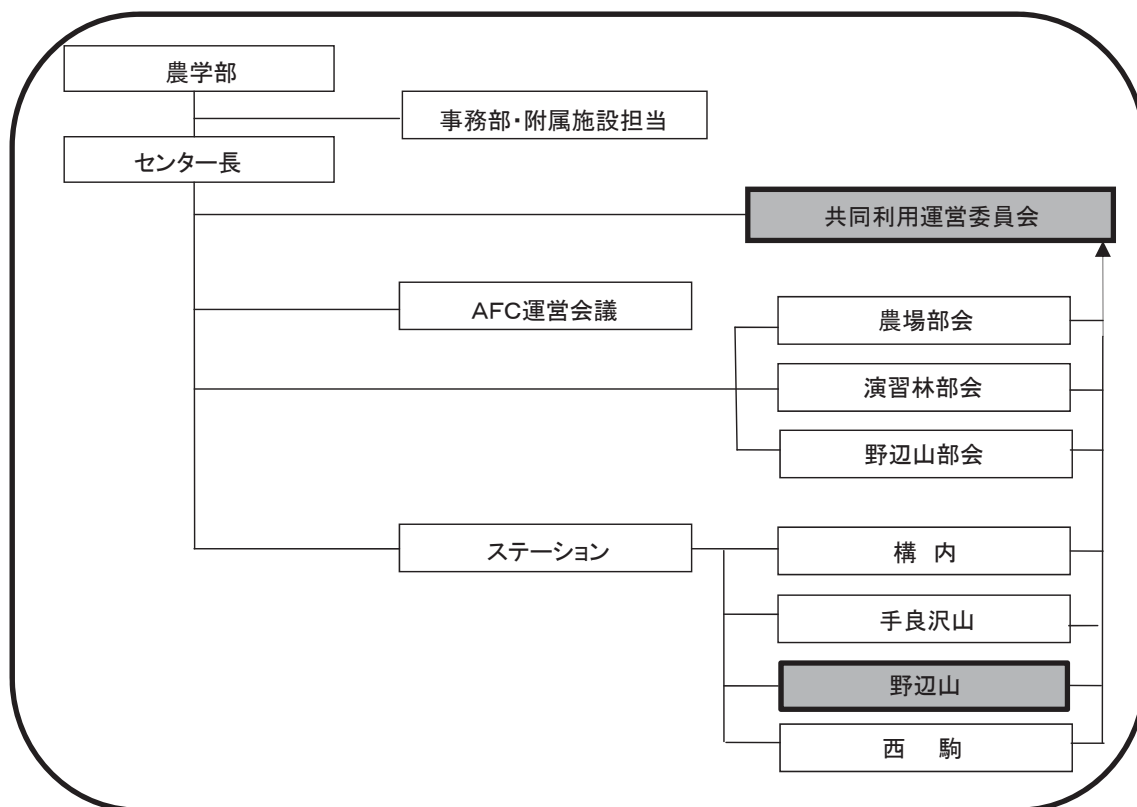 農学部
事務部・附属施設担当
センター長
共同利用運営委員会
AFC運営会議
農場部会
演習林部会
野辺山部会
ステーション
構 内
手良沢山
野辺山
西 駒